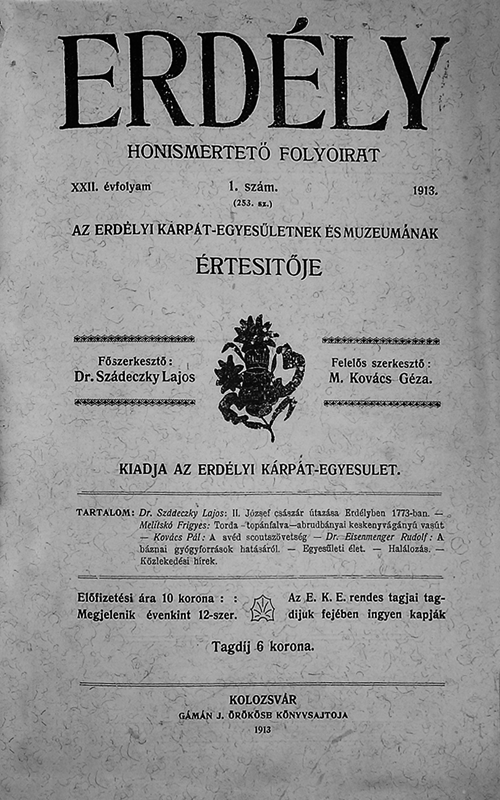 ERDÉLY
HONISMERTETŐ FOLYOIRAT
XXII. évfolyam 1. szám. 1913.
(253. sz.)
AZ ERDÉLYI KÁRPÁT-EGYESÜLETNEK ÉS MUZEUMÁNAK
ÉRTESITŐJE
Főszerkesztő:
Dr. Szádeczky Lajos
Felelős szerkesztő:
M. Kovács Géza.
KIADJA AZ ERDÉLYI KÁRPÁT-EGYESULET.
TARTALOM: Dr. Szádeczky Lajos: II. József császár útazása Erdélyben 1773-ban. —
Melitskó Frigyes: Torda–topánfalva—abrudbányai keskenyvágányú vasút
— Kovács Pál: A svéd scoutszövetség — Dr. Eisenmenger Rudolf: A
báznai gyógyforrások hatásáról. — Egyesületi élet. — Halálozás. —
Közlekedési hírek.
Előfizetési ára 10 korona : :
Megjelenik évenkint 12-szer.
Az E. K. E. rendes tagjai tag-
dijuk fejében ingyen kapják
Tagdíj 6 korona.
KOLOZSVÁR
GÁMÁN J. ÖRÖKÖSE KÖNYVSAJTOJA
1913